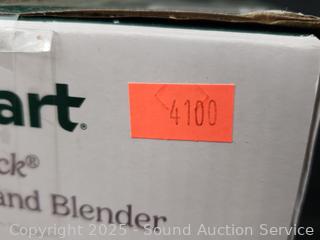 4100
art®
ck®
and Blender
Copyright 2025 - Sound Auction Service